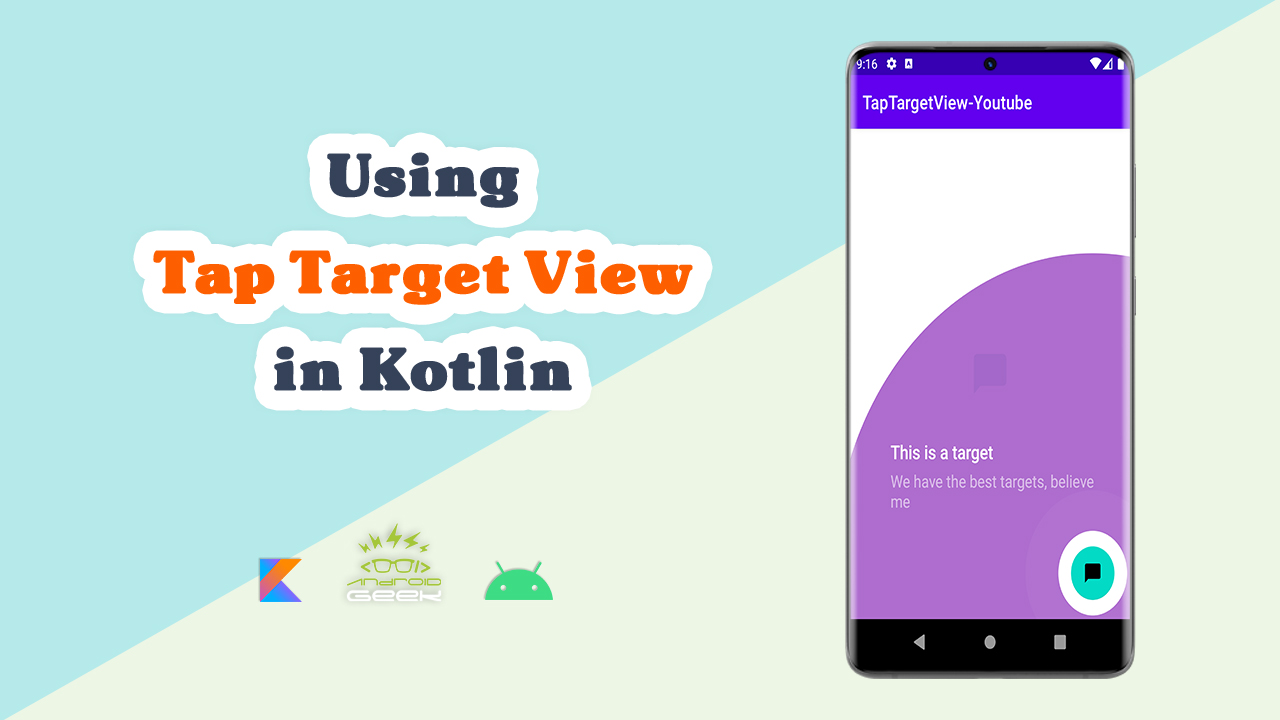 Using
Tap Target View
in Kotlin
ANDROID
GEEK
9:16
TapTargetView-Youtube
This is a target
We have the best targets, believe
me